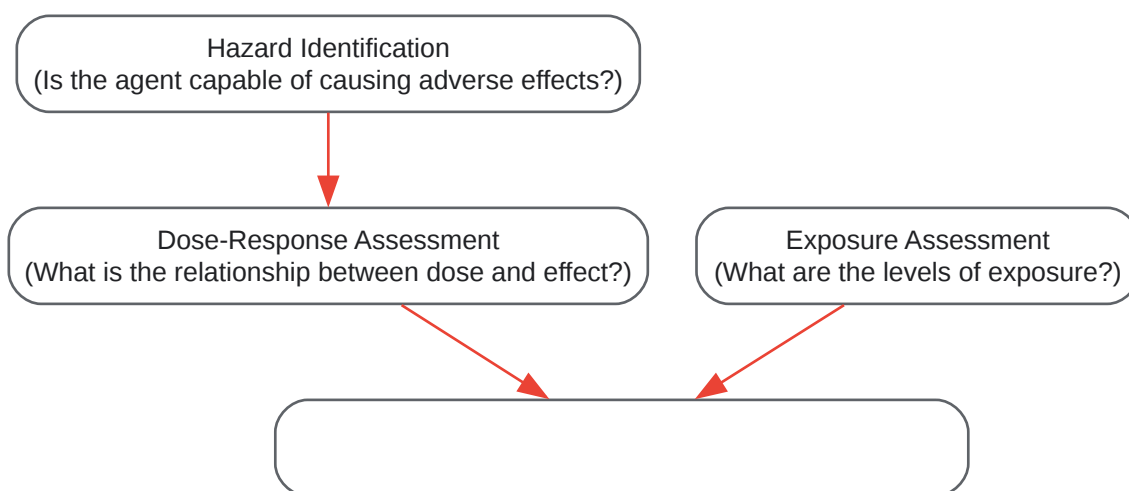 Hazard Identification
(Is the agent capable of causing adverse effects?)
Dose-Response Assessment
(What is the relationship between dose and effect?)
Exposure Assessment
(What are the levels of exposure?)